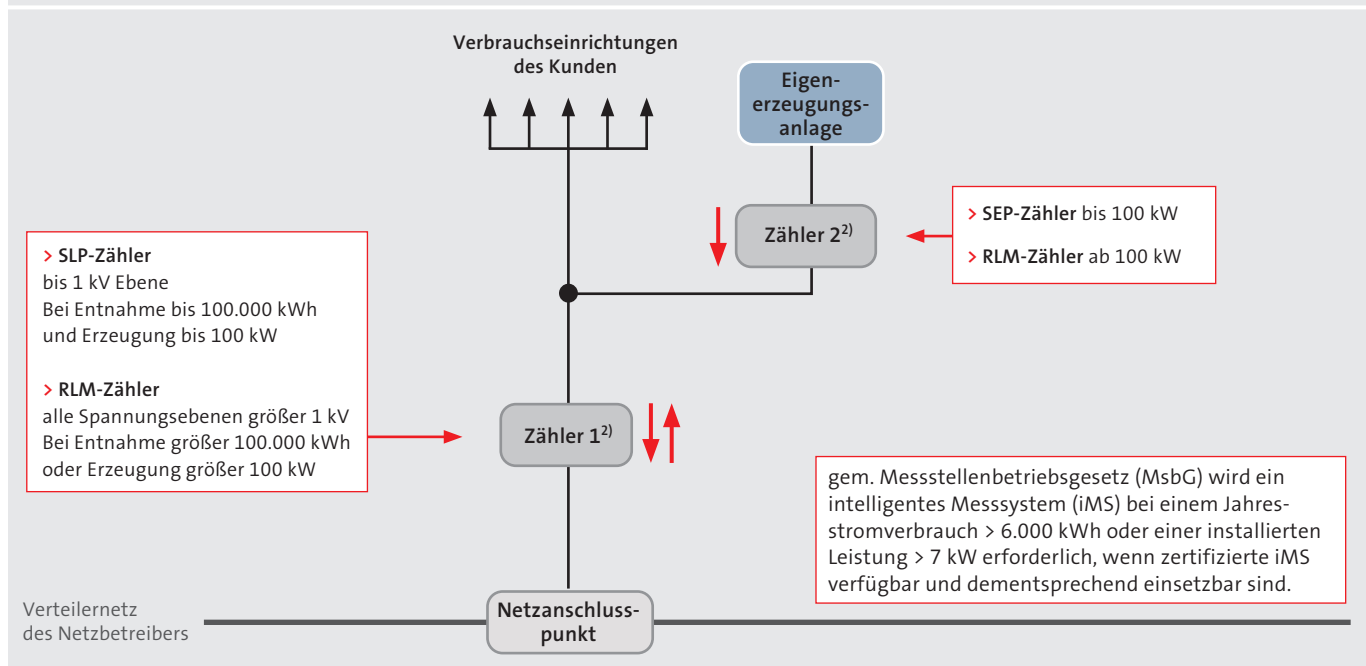 Verbrauchseinrichtungen
des Kunden
Eigen-
erzeugungs-
anlage
Zähler 2²⁾
> SEP-Zähler bis 100 kW
> RLM-Zähler ab 100 kW
> SLP-Zähler
bis 1 kV Ebene
Bei Entnahme bis 100.000 kWh
und Erzeugung bis 100 kW
> RLM-Zähler
alle Spannungsebenen größer 1 kV
Bei Entnahme größer 100.000 kWh
oder Erzeugung größer 100 kW
Zähler 1²⁾
gem. Messstellenbetriebsgesetz (MsbG) wird ein
intelligentes Messsystem (iMS) bei einem Jahres-
stromverbrauch > 6.000 kWh oder einer installierten
Leistung > 7 kW erforderlich, wenn zertifizierte iMS
verfügbar und dementsprechend einsetzbar sind.
Verteilernetz
des Netzbetreibers
Netzanschluss-
punkt